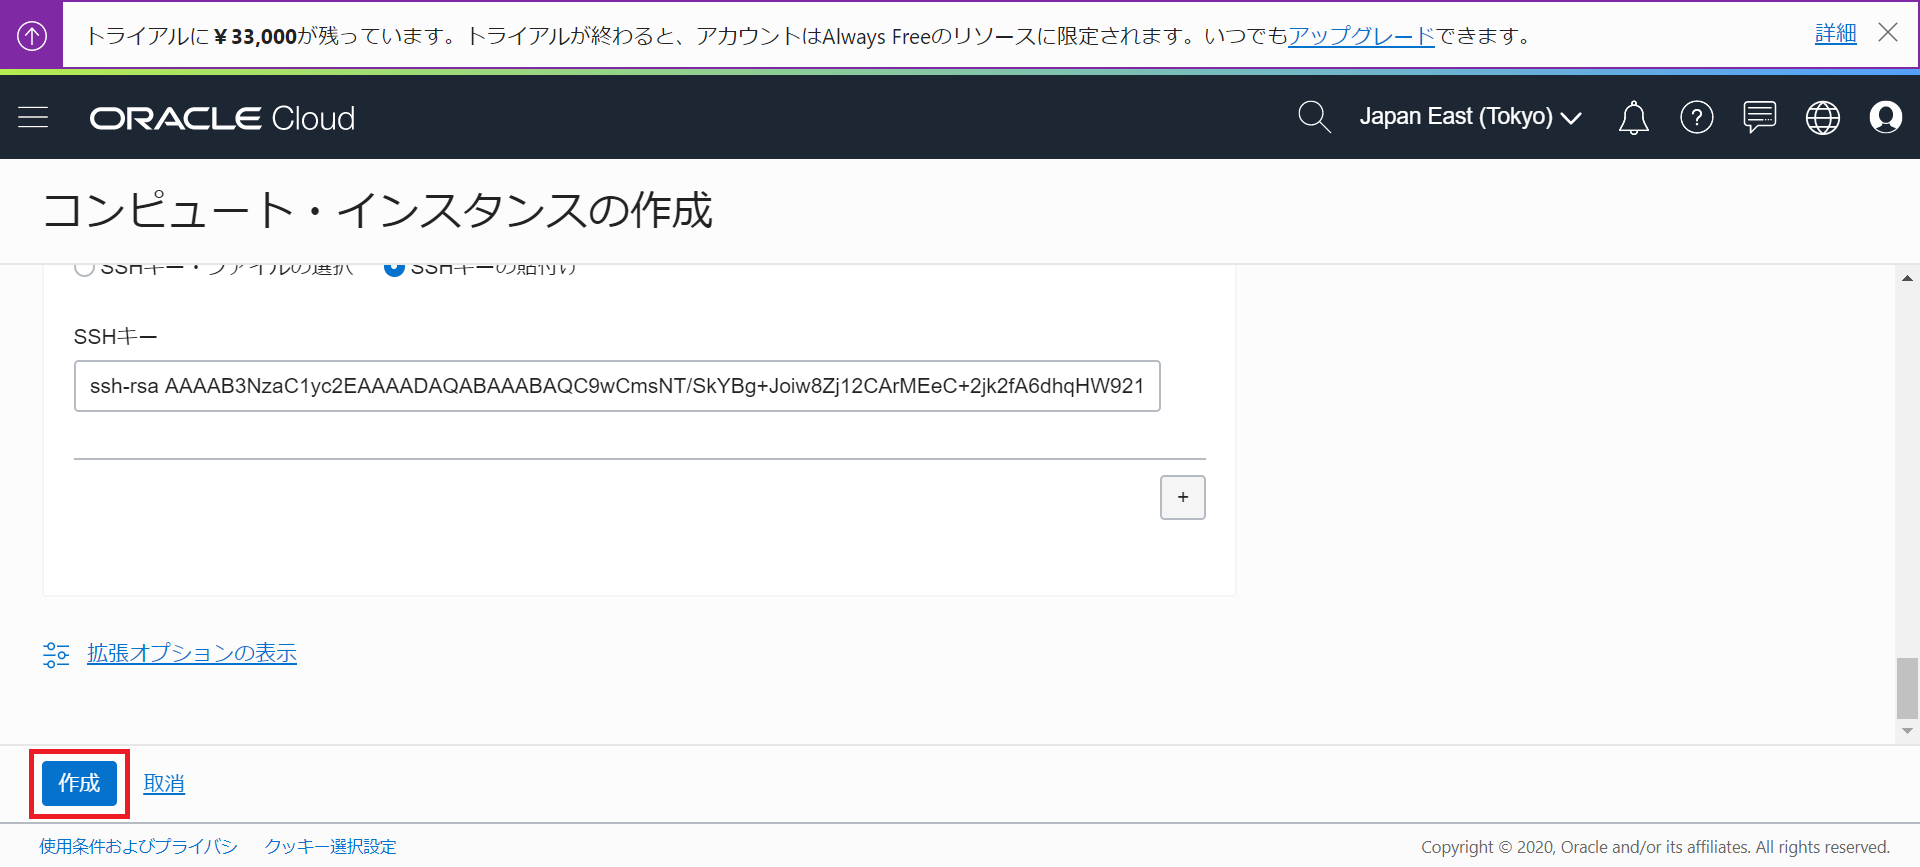 トライアルに¥33,000が残っています。トライアルが終わると、アカウントはAlways Freeのリソースに限定されます。いつでもアップグレードできます。
詳細
ORACLE Cloud
Japan East (Tokyo)
コンピュート・インスタンスの作成
SSHキー・ファイルの選択 SSHキーの貼付け
SSHキー
ssh-rsa AAAAB3NzaC1yc2EAAAADAQABAAABAQC9wCmsNT/SkYBg+Joiw8Zj12CArMEeC+2jk2fA6dhqHW921
+
拡張オプションの表示
作成 取消
使用条件およびプライバシ クッキー選択設定
Copyright © 2020, Oracle and/or its affiliates. All rights reserved.